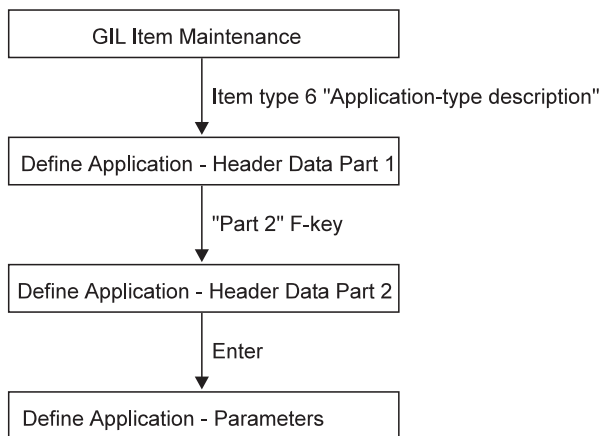 GIL Item Maintenance
Item type 6 "Application-type description"
Define Application - Header Data Part 1
"Part 2" F-key
Define Application - Header Data Part 2
Enter
Define Application - Parameters